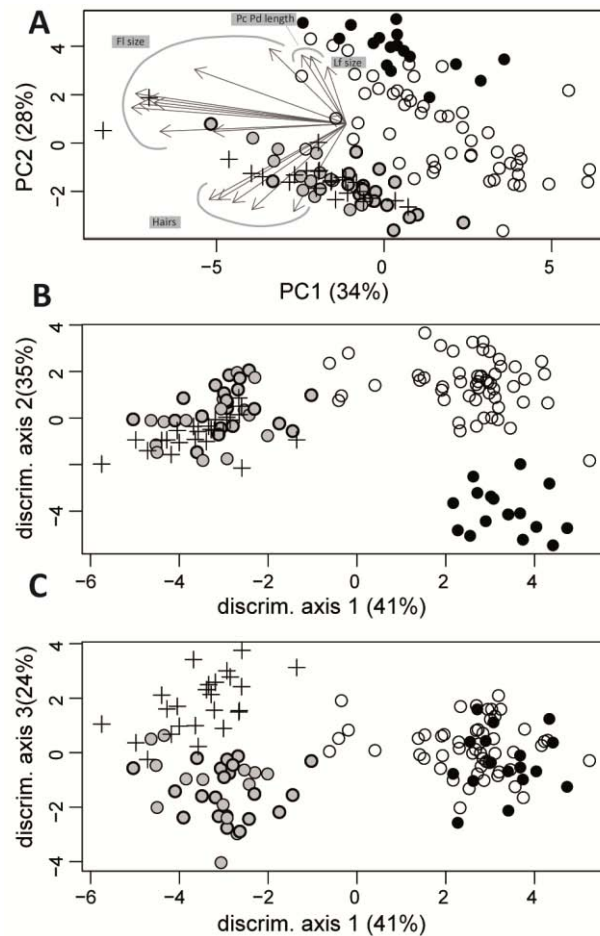 A
Fl size
Pc Pd length
Lf size
Hairs
4
2
0
−2
PC2 (28%)
−5
0
5
PC1 (34%)
B
4
2
0
−2
−4
discrim. axis 2(35%)
−6
−4
−2
0
2
4
discrim. axis 1 (41%)
C
4
2
0
−2
−4
discrim. axis 3(24%)
−6
−4
−2
0
2
4
discrim. axis 1 (41%)